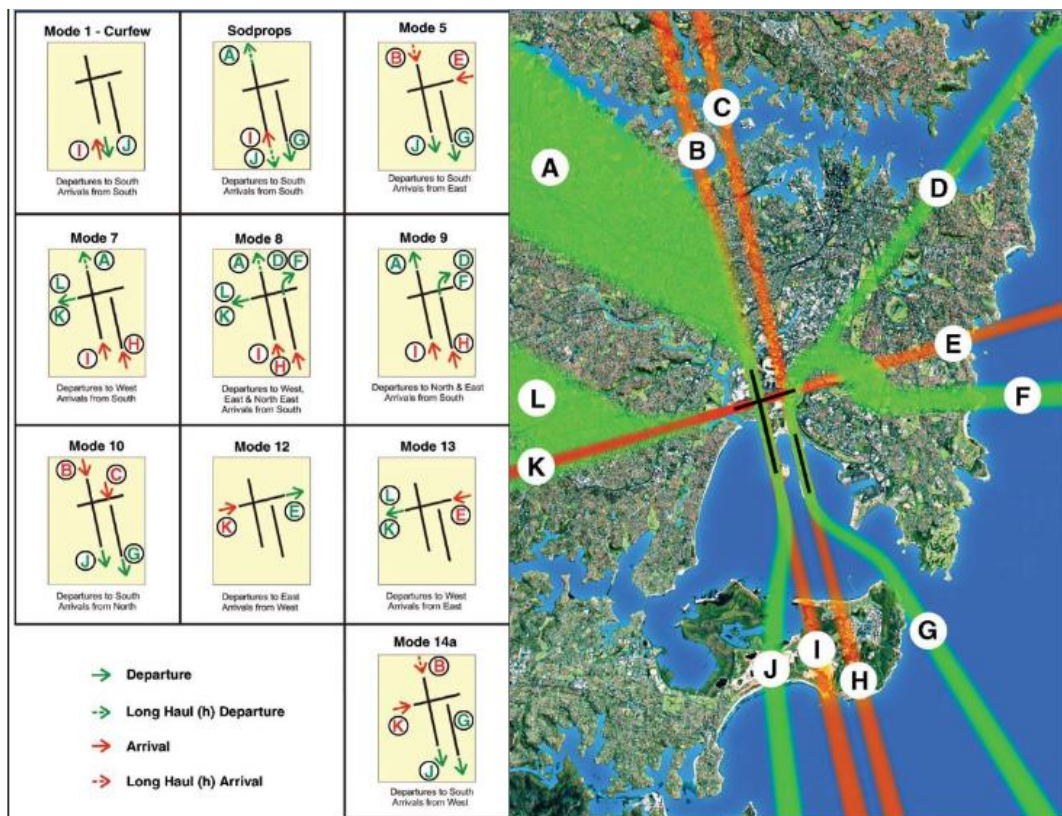 Mode 1 - Curfew
I
J
Departures to South
Arrivals from South
Sodprops
A
I
J
G
Departures to South
Arrivals from South
Mode 5
B
E
J
G
Departures to South
Arrivals from East
Mode 7
A
L
K
I
H
Departures to West
Arrivals from South
Mode 8
A
D
F
L
K
I
H
Departures to West,
East & North East
Arrivals from South
Mode 9
A
D
F
I
H
Departures to North & East
Arrivals from South
Mode 10
B
C
J
G
Departures to South
Arrivals from North
Mode 12
K
E
Departures to East
Arrivals from West
Mode 13
L
K
E
Departures to West
Arrivals from East
Mode 14a
B
K
G
J
Departures to South
Arrivals from West
Departure
Long Haul (h) Departure
Arrival
Long Haul (h) Arrival
C
B
A
D
E
L
F
K
G
I
J
H